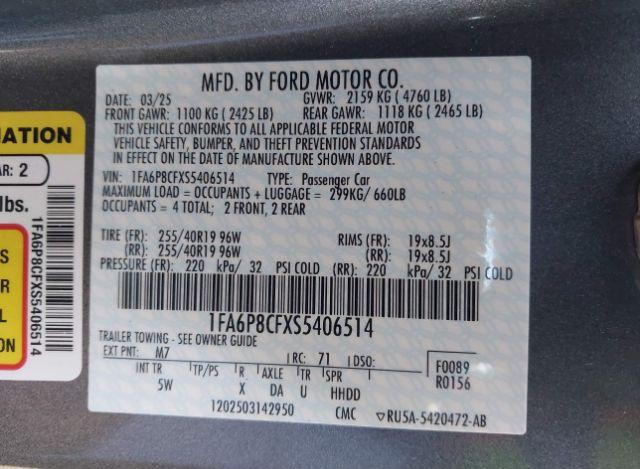 MFD. BY FORD MOTOR CO.
DATE: 03/25 GVWR: 2159 KG (4760 LB)
FRONT GAWR: 1100 KG (2425 LB) REAR GAWR: 1118 KG (2465 LB)
THIS VEHICLE CONFORMS TO ALL APPLICABLE FEDERAL MOTOR
VEHICLE SAFETY, BUMPER, AND THEFT PREVENTION STANDARDS
IN EFFECT ON THE DATE OF MANUFACTURE SHOWN ABOVE.
VIN: 1FA6P8CFXS5406514 TYPE: Passenger Car
MAXIMUM LOAD = OCCUPANTS + LUGGAGE = 299KG/ 660LB
OCCUPANTS = 4 TOTAL; 2 FRONT, 2 REAR
TIRE (FR): 255/40R19 96W RIMS (FR): 19x8.5J
(RR): 255/40R19 96W (RR): 19x8.5J
PRESSURE (FR): 220 kPa/ 32 PSI COLD (RR): 220 kPa/ 32 PSI COLD
1FA6P8CFXS5406514
TRAILER TOWING - SEE OWNER GUIDE
EXT PNT: M7 RC: 71 DSO: F0089
R0156
INT TR TP/PS R AXLE TR SPR
5W X D U HHDD
1202503142950 CMC ▽RU5A-5420472-AB
MATION
AR: 2
lbs.
S
R
L
ON
1FA6P8CFXS5406514